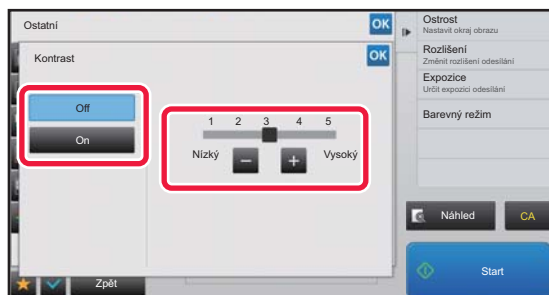 Ostatní
OK
Kontrast
OK
Off
On
1 2 3 4 5
Nízký
Vysoký
Zpět
Ostrost
Nastavit okraj obrazu
Rozlišení
Změnit rozlišení odesílání
Expozice
Určit expozici odesílání
Barevný režim
Náhled
CA
Start